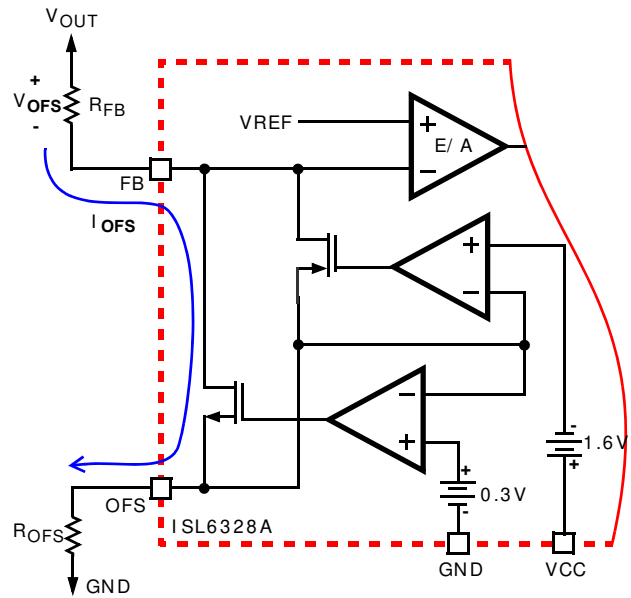 VOUT
+
VOFS
-
RFB
VREF
+
E/A
-
FB
IOFS
+
-
-
+
-
1.6V
+
+
0.3V
-
OFS
ISL6328A
ROFS
GND
GND
VCC